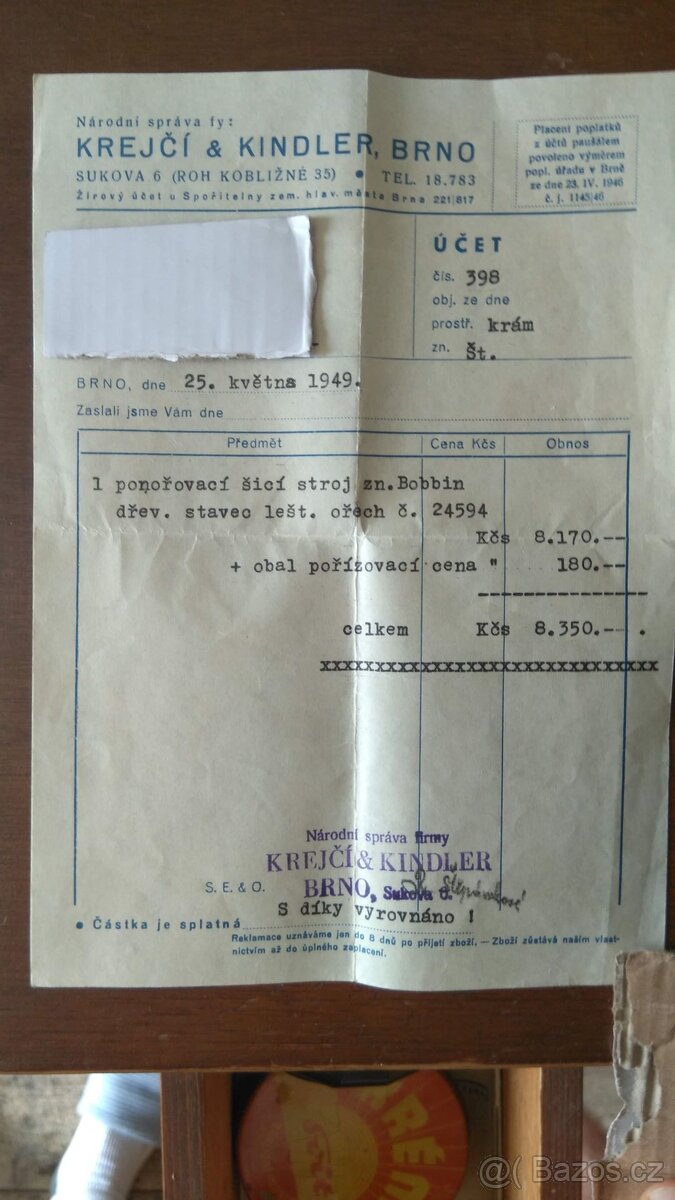 Národní správa fy:
KREJČÍ & KINDLER, BRNO
SUKOVA 6 (ROH KOBLIŽNÉ 35) • TEL. 18.783
Žirový účet u Spořitelny zem. hlav. města Brna 221|817
Placení poplatků
z účtů paušálem
povoleno výměrem
popl. úřadu v Brně
ze dne 23. IV. 1946
č. j. 1145|46
ÚČET
čís. 398
obj. ze dne
prostř. krám
zn. Št.
BRNO, dne 25. května 1949.
Zaslali jsme Vám dne
Předmět Cena Kčs Obnos
1 ponořovací šicí stroj zn.Bobbin
dřev. stavec lešt. ořech č. 24594
Kčs 8.170.--
+ obal pořizovací cena " 180.--
celkem Kčs 8.350.-- .
xxxxxxxxxxxxxxxxxxxxxxxxxxxxxxx
Národní správa firmy
KREJČÍ & KINDLER
BRNO, Sukova 6.
S. E. & O.
S díky vyrovnáno !
• Částka je splatná
Reklamace uznáváme jen do 8 dnů po přijetí zboží. — Zboží zůstává naším vlast-
nictvím až do úplného zaplacení.
@( Bazos.cz